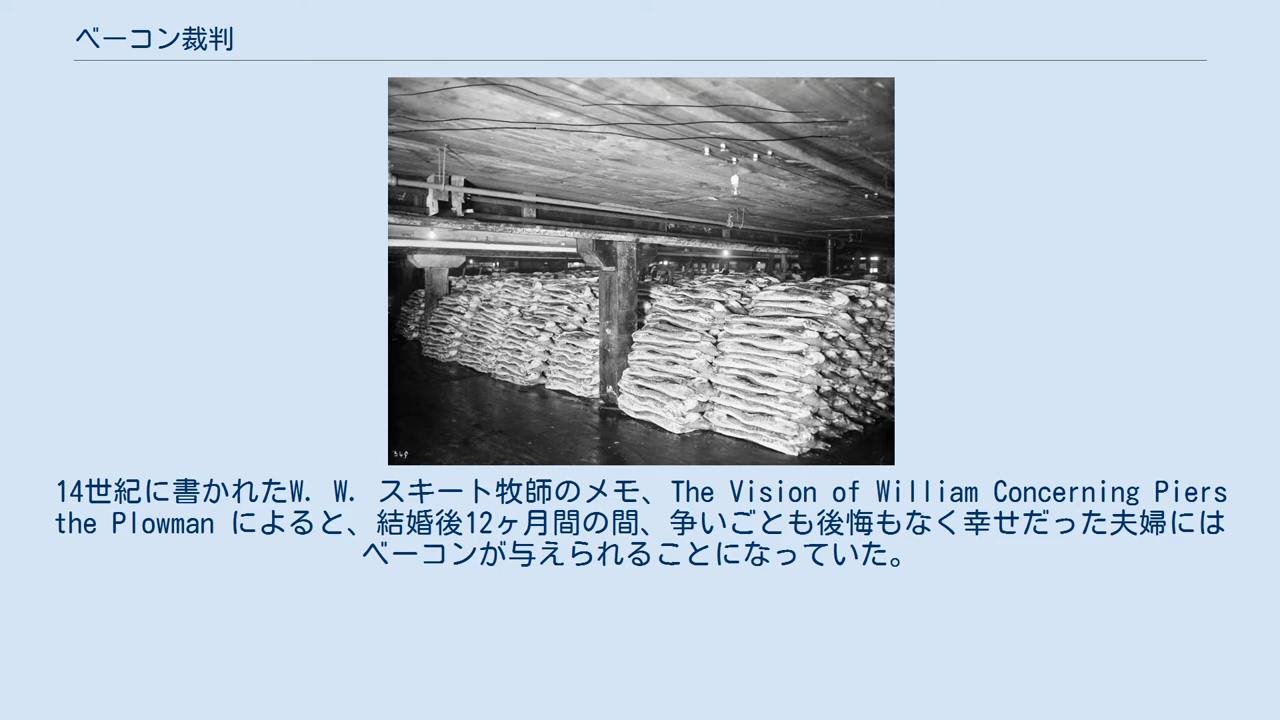 ベーコン裁判
14世紀に書かれたW. W. スキート牧師のメモ、The Vision of William Concerning Piers
the Plowman によると、結婚後12ヶ月間の間、争いごとも後悔もなく幸せだった夫婦には
ベーコンが与えられることになっていた。